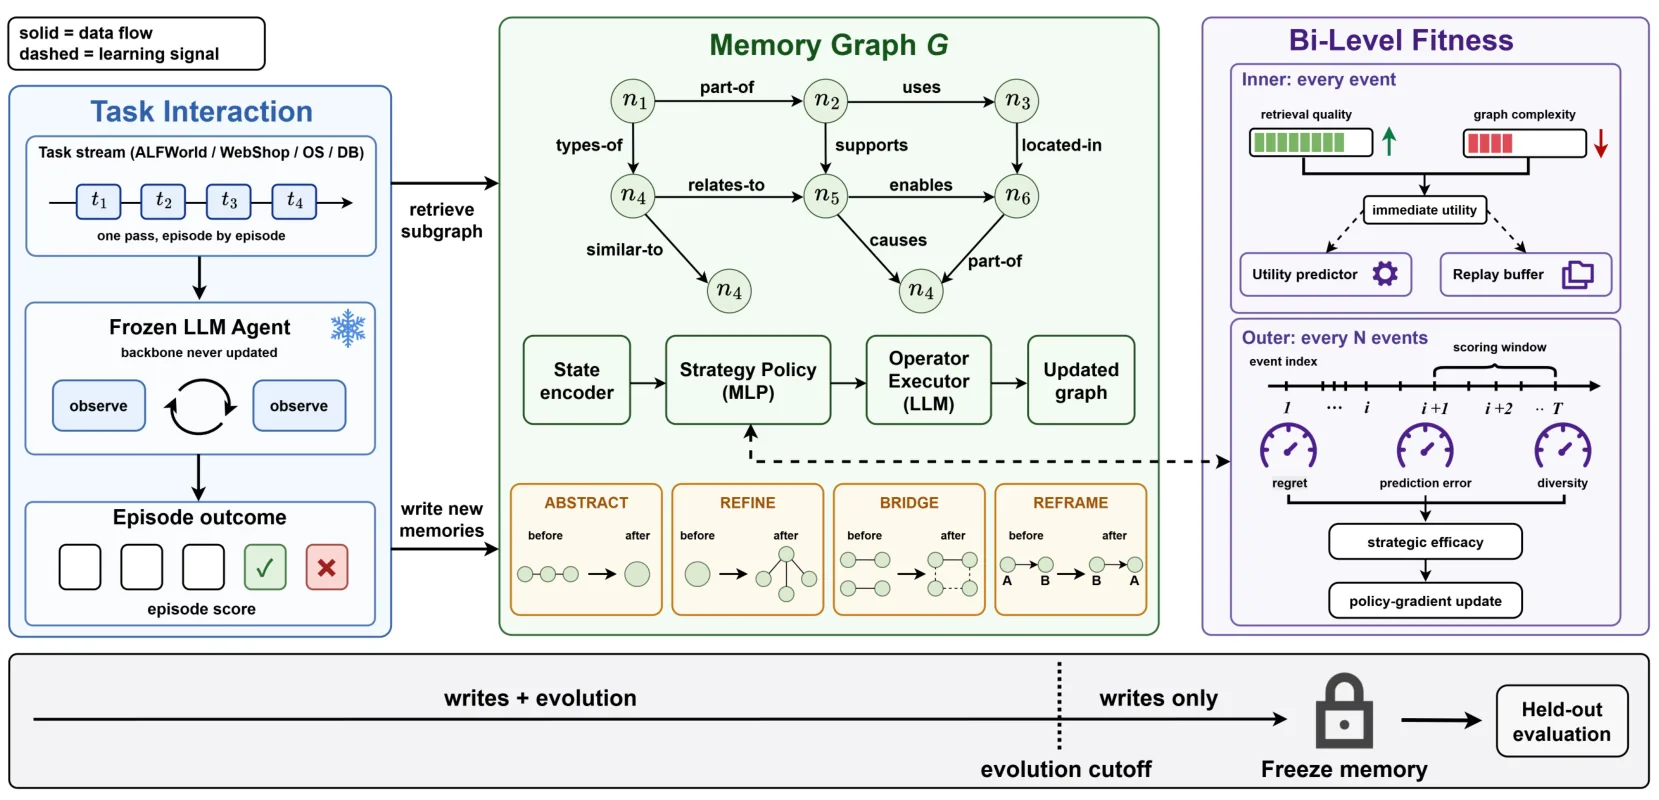 solid = data flow
dashed = learning signal
Task Interaction
Task stream (ALFWorld / WebShop / OS / DB)
t1 t2 t3 t4
one pass, episode by episode
Frozen LLM Agent
backbone never updated
observe observe
Episode outcome
✓ ✗
episode score
retrieve
subgraph
write new
memories
Memory Graph G
n1 part-of n2 uses n3
types-of supports located-in
n4 relates-to n5 enables n6
similar-to causes part-of
n4 n4
State
encoder
Strategy Policy
(MLP)
Operator
Executor
(LLM)
Updated
graph
ABSTRACT
before after
REFINE
before after
BRIDGE
before after
REFRAME
before after
A B B A
Bi-Level Fitness
Inner: every event
retrieval quality graph complexity
immediate utility
Utility predictor Replay buffer
Outer: every N events
event index scoring window
1 ... i i+1 i+2 .. T
regret prediction error diversity
strategic efficacy
policy-gradient update
writes + evolution
evolution cutoff
writes only
Freeze memory
Held-out
evaluation